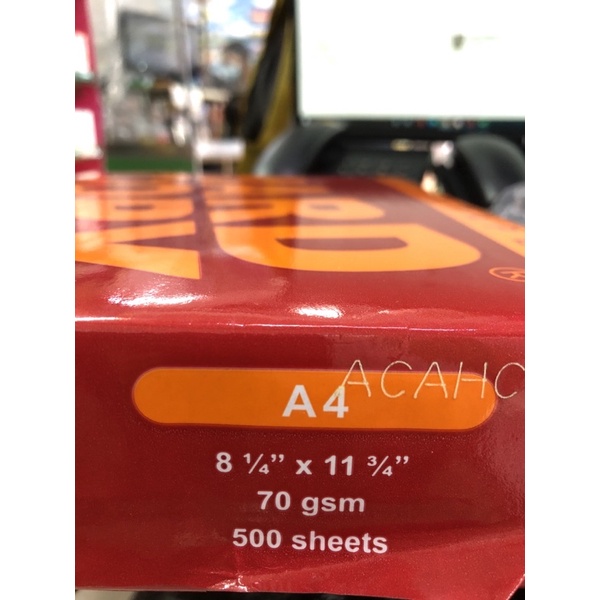 A4
ACAHC
8 ¼” x 11 ¾”
70 gsm
500 sheets